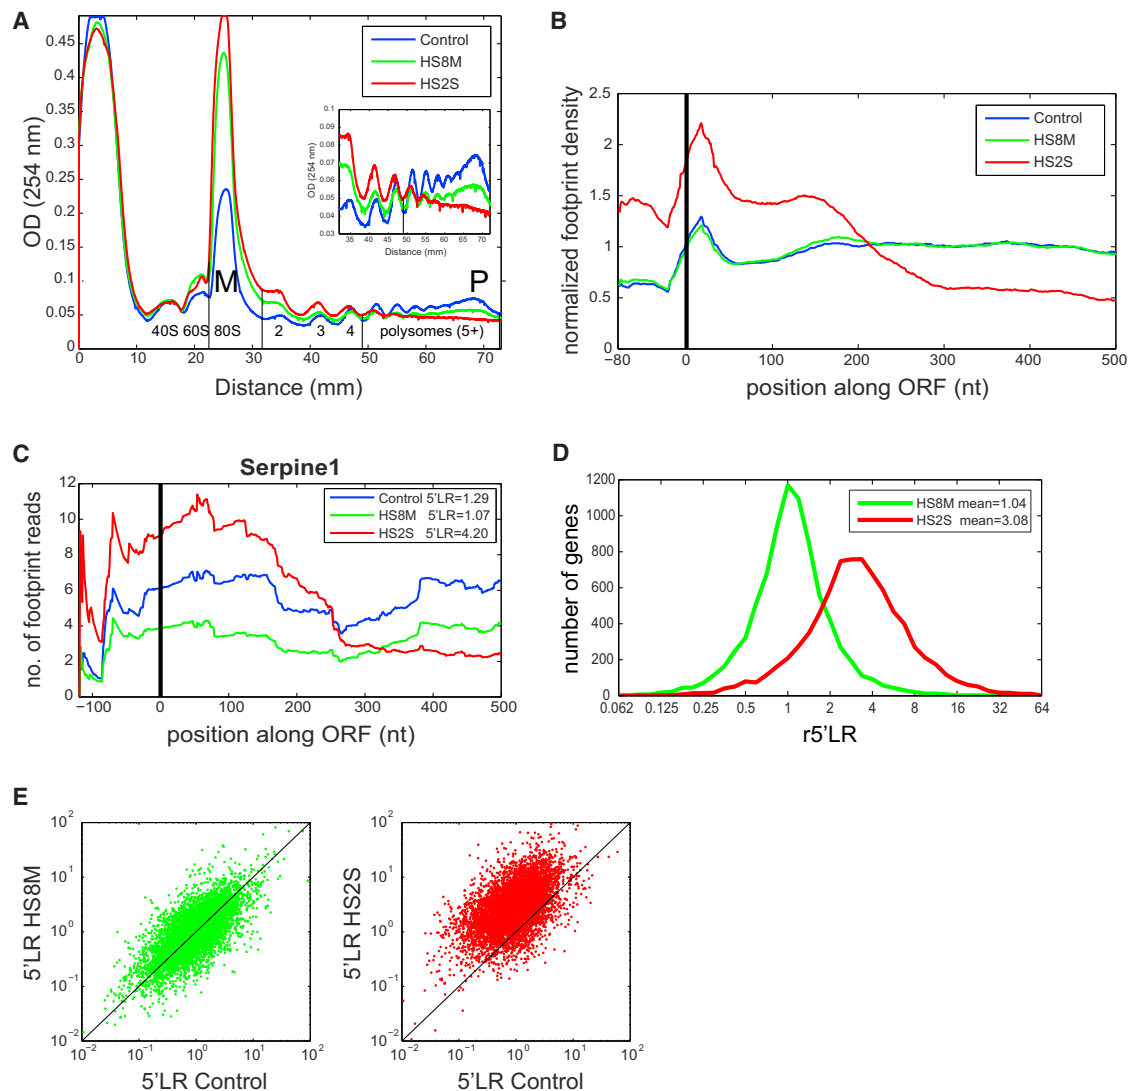 A
0.45
0.4
0.35
0.3
0.25
0.2
0.15
0.1
0.05
0
OD (254 nm)
Control
HS8M
HS2S
0.1
0.09
0.08
0.07
0.06
0.05
0.04
0.03
OD (254 nm)
35 40 45 50 55 60 65 70
Distance (mm)
M
P
40S 60S 80S 2 3 4 polysomes (5+)
0 10 20 30 40 50 60 70
Distance (mm)
B
2.5
2
1.5
1
0.5
0
normalized footprint density
Control
HS8M
HS2S
−80 0 100 200 300 400 500
position along ORF (nt)
C
Serpine1
12
10
8
6
4
2
0
no. of footprint reads
Control 5'LR=1.29
HS8M 5'LR=1.07
HS2S 5'LR=4.20
−100 0 100 200 300 400 500
position along ORF (nt)
D
1200
1000
800
600
400
200
0
number of genes
HS8M mean=1.04
HS2S mean=3.08
0.062 0.125 0.25 0.5 1 2 4 8 16 32 64
r5'LR
E
10² 
10¹
10⁰
10⁻¹
10⁻²
5'LR HS8M
10⁻² 10⁻¹ 10⁰ 10¹ 10²
5'LR Control
10²
10¹
10⁰
10⁻¹
10⁻²
5'LR HS2S
10⁻² 10⁻¹ 10⁰ 10¹ 10²
5'LR Control